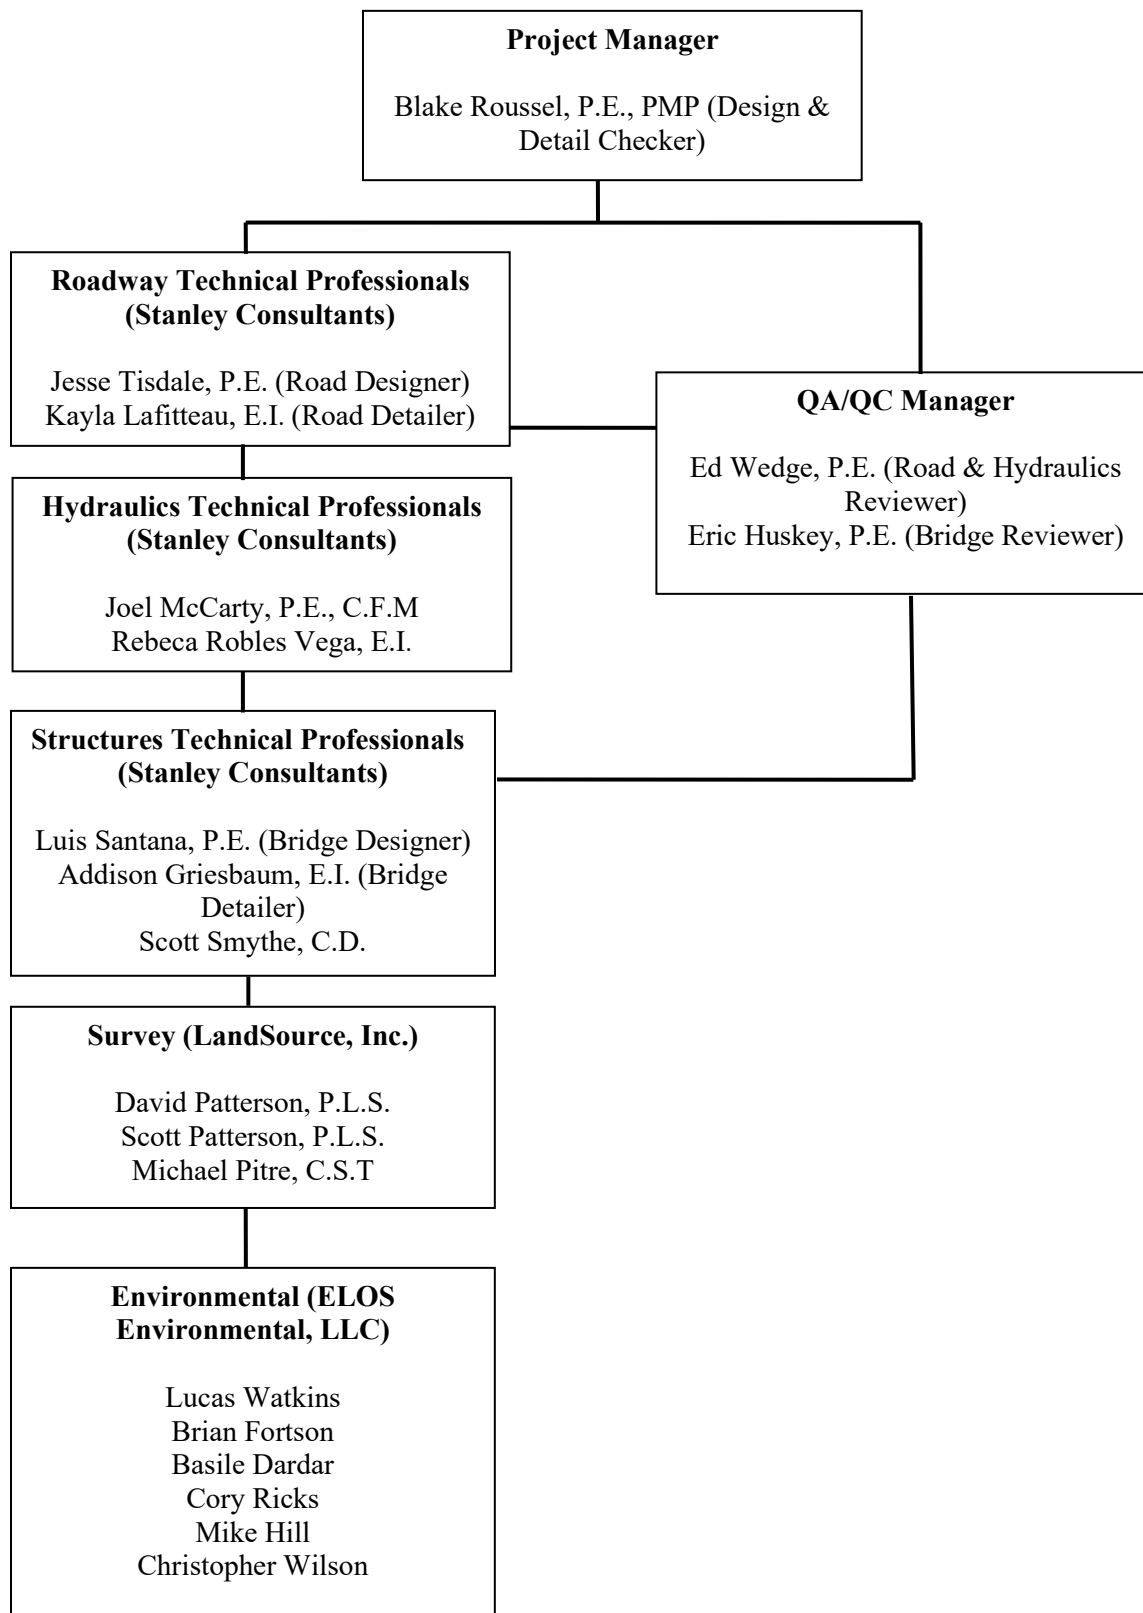 Project Manager
Blake Roussel, P.E., PMP (Design &
Detail Checker)
Roadway Technical Professionals
(Stanley Consultants)
Jesse Tisdale, P.E. (Road Designer)
Kayla Lafitteau, E.I. (Road Detailer)
QA/QC Manager
Ed Wedge, P.E. (Road & Hydraulics
Reviewer)
Eric Huskey, P.E. (Bridge Reviewer)
Hydraulics Technical Professionals
(Stanley Consultants)
Joel McCarty, P.E., C.F.M
Rebeca Robles Vega, E.I.
Structures Technical Professionals
(Stanley Consultants)
Luis Santana, P.E. (Bridge Designer)
Addison Griesbaum, E.I. (Bridge
Detailer)
Scott Smythe, C.D.
Survey (LandSource, Inc.)
David Patterson, P.L.S.
Scott Patterson, P.L.S.
Michael Pitre, C.S.T
Environmental (ELOS
Environmental, LLC)
Lucas Watkins
Brian Fortson
Basile Dardar
Cory Ricks
Mike Hill
Christopher Wilson